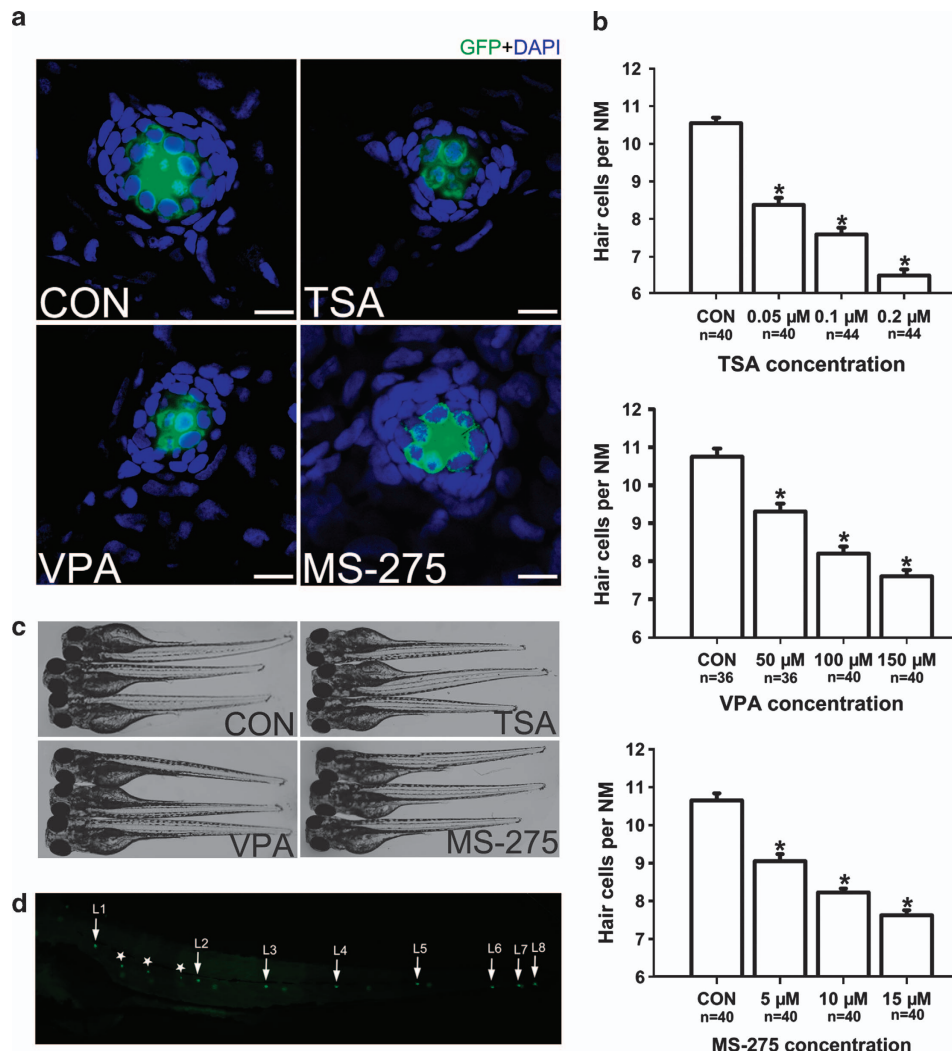 a
GFP+DAPI
CON
TSA
VPA
MS-275
b
Hair cells per NM
12
11
10
9
8
7
6
* * *
CON 0.05 µM 0.1 µM 0.2 µM
n=40 n=40 n=44 n=44
TSA concentration
Hair cells per NM
12
11
10
9
8
7
6
* * *
CON 50 µM 100 µM 150 µM
n=36 n=36 n=40 n=40
VPA concentration
Hair cells per NM
12
11
10
9
8
7
6
* * *
CON 5 µM 10 µM 15 µM
n=40 n=40 n=40 n=40
MS-275 concentration
c
CON
TSA
VPA
MS-275
d
L1 L2 L3 L4 L5 L6 L7 L8